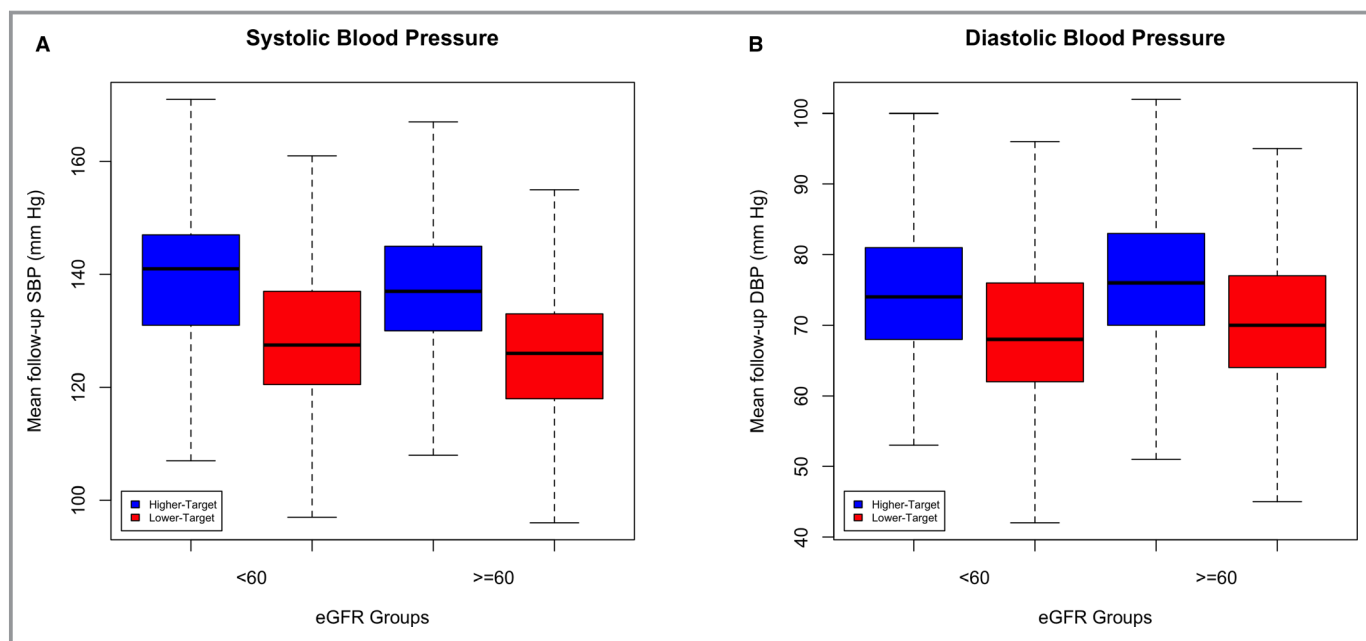 A
Systolic Blood Pressure
Mean follow-up SBP (mm Hg)
160
140
120
100
Higher-Target
Lower-Target
<60
>=60
eGFR Groups
B
Diastolic Blood Pressure
Mean follow-up DBP (mm Hg)
100
90
80
70
60
50
40
Higher-Target
Lower-Target
<60
>=60
eGFR Groups